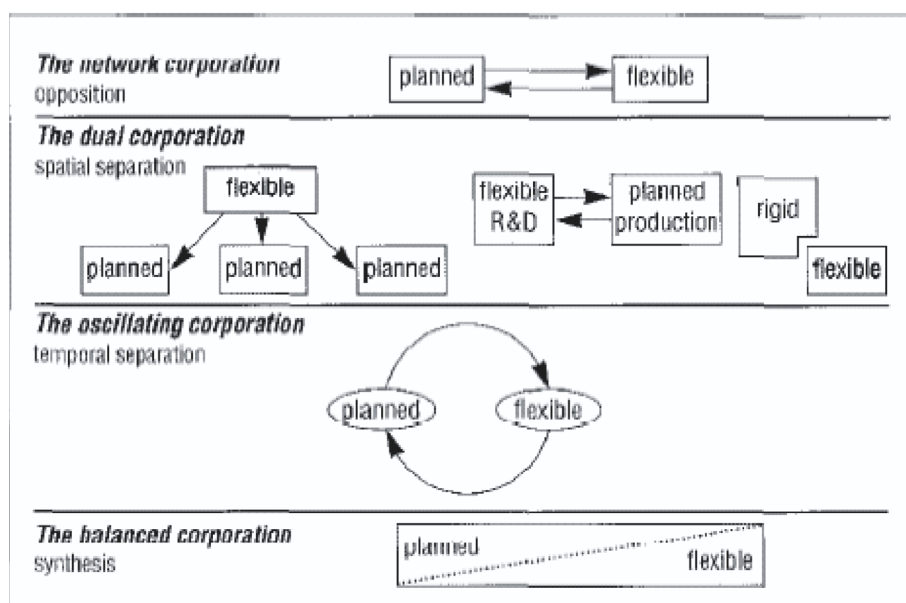 The network corporation
opposition
planned
flexible
The dual corporation
spatial separation
flexible
planned
planned
planned
flexible
R&D
planned
production
rigid
flexible
The oscillating corporation
temporal separation
planned
flexible
The balanced corporation
synthesis
planned
flexible